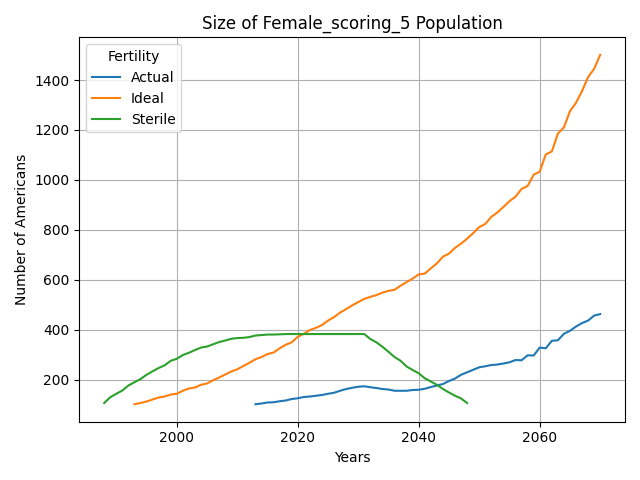 Size of Female_scoring_5 Population
Fertility
Actual
Ideal
Sterile
Number of Americans
1400
1200
1000
800
600
400
200
2000
2020
2040
2060
Years